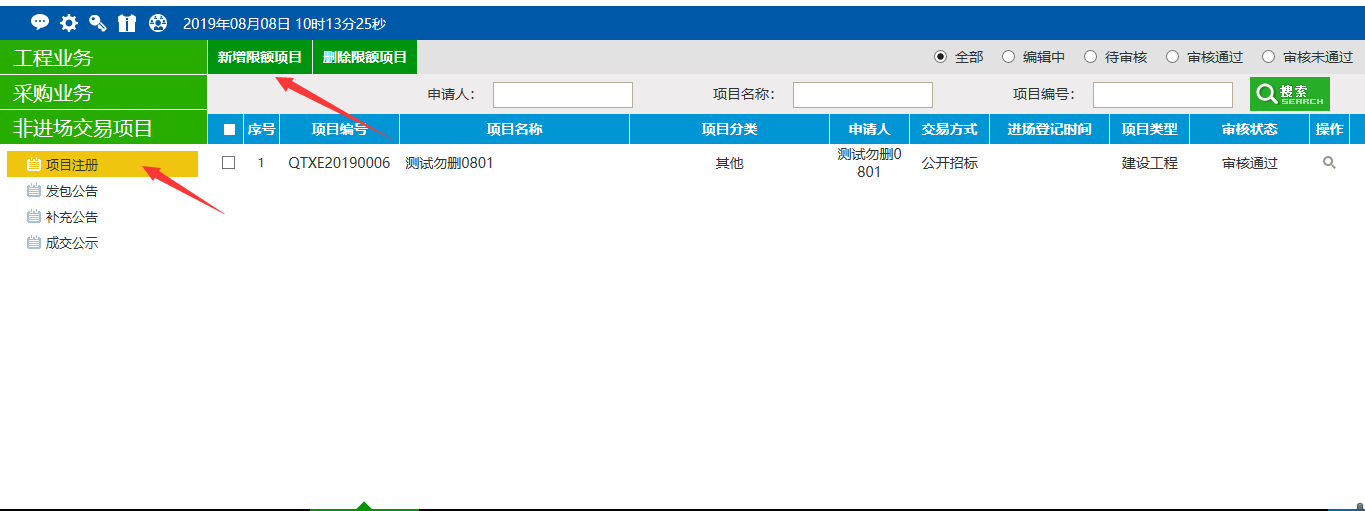 2019年08月08日 10时13分25秒
工程业务
新增限额项目 删除限额项目
全部 编辑中 待审核 审核通过 审核未通过
采购业务
申请人： 项目名称： 项目编号： 搜索 SEARCH
非进场交易项目
序号 项目编号 项目名称 项目分类 申请人 交易方式 进场登记时间 项目类型 审核状态 操作
项目注册
1 QTXE20190006 测试勿删0801 其他 测试勿删0 公开招标 建设工程 审核通过
801
发包公告
补充公告
成交公示